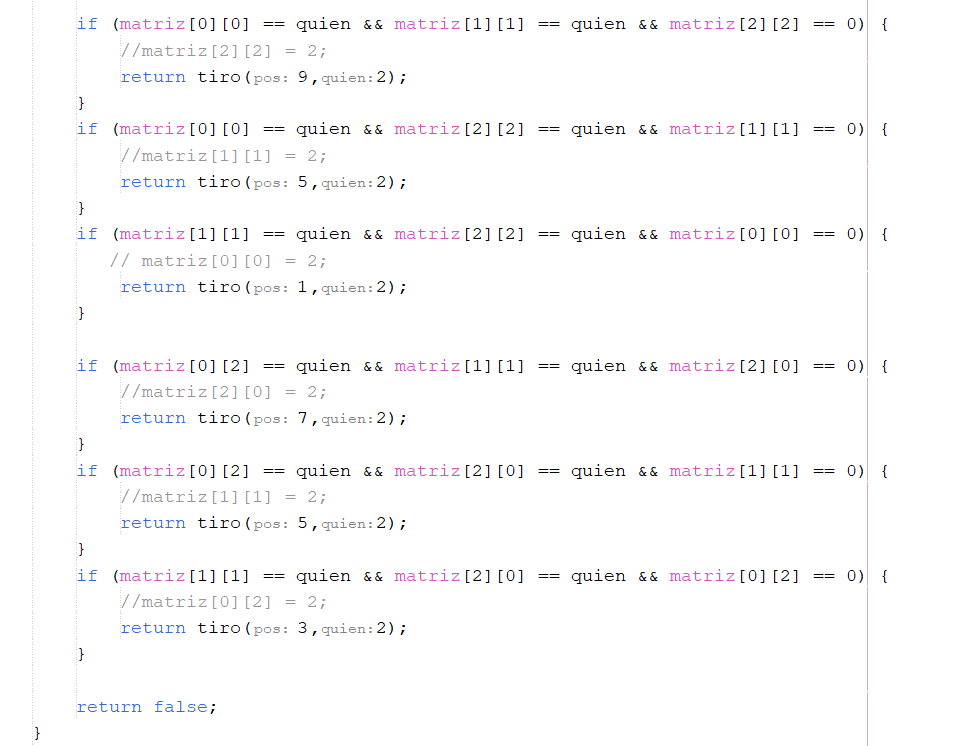 if (matriz[0][0] == quien && matriz[1][1] == quien && matriz[2][2] == 0) {
//matriz[2][2] = 2;
return tiro(pos: 9,quien:2);
}
if (matriz[0][0] == quien && matriz[2][2] == quien && matriz[1][1] == 0) {
//matriz[1][1] = 2;
return tiro(pos: 5,quien:2);
}
if (matriz[1][1] == quien && matriz[2][2] == quien && matriz[0][0] == 0) {
// matriz[0][0] = 2;
return tiro(pos: 1,quien:2);
}
if (matriz[0][2] == quien && matriz[1][1] == quien && matriz[2][0] == 0) {
//matriz[2][0] = 2;
return tiro(pos: 7,quien:2);
}
if (matriz[0][2] == quien && matriz[2][0] == quien && matriz[1][1] == 0) {
//matriz[1][1] = 2;
return tiro(pos: 5,quien:2);
}
if (matriz[1][1] == quien && matriz[2][0] == quien && matriz[0][2] == 0) {
//matriz[0][2] = 2;
return tiro(pos: 3,quien:2);
}
return false;
}